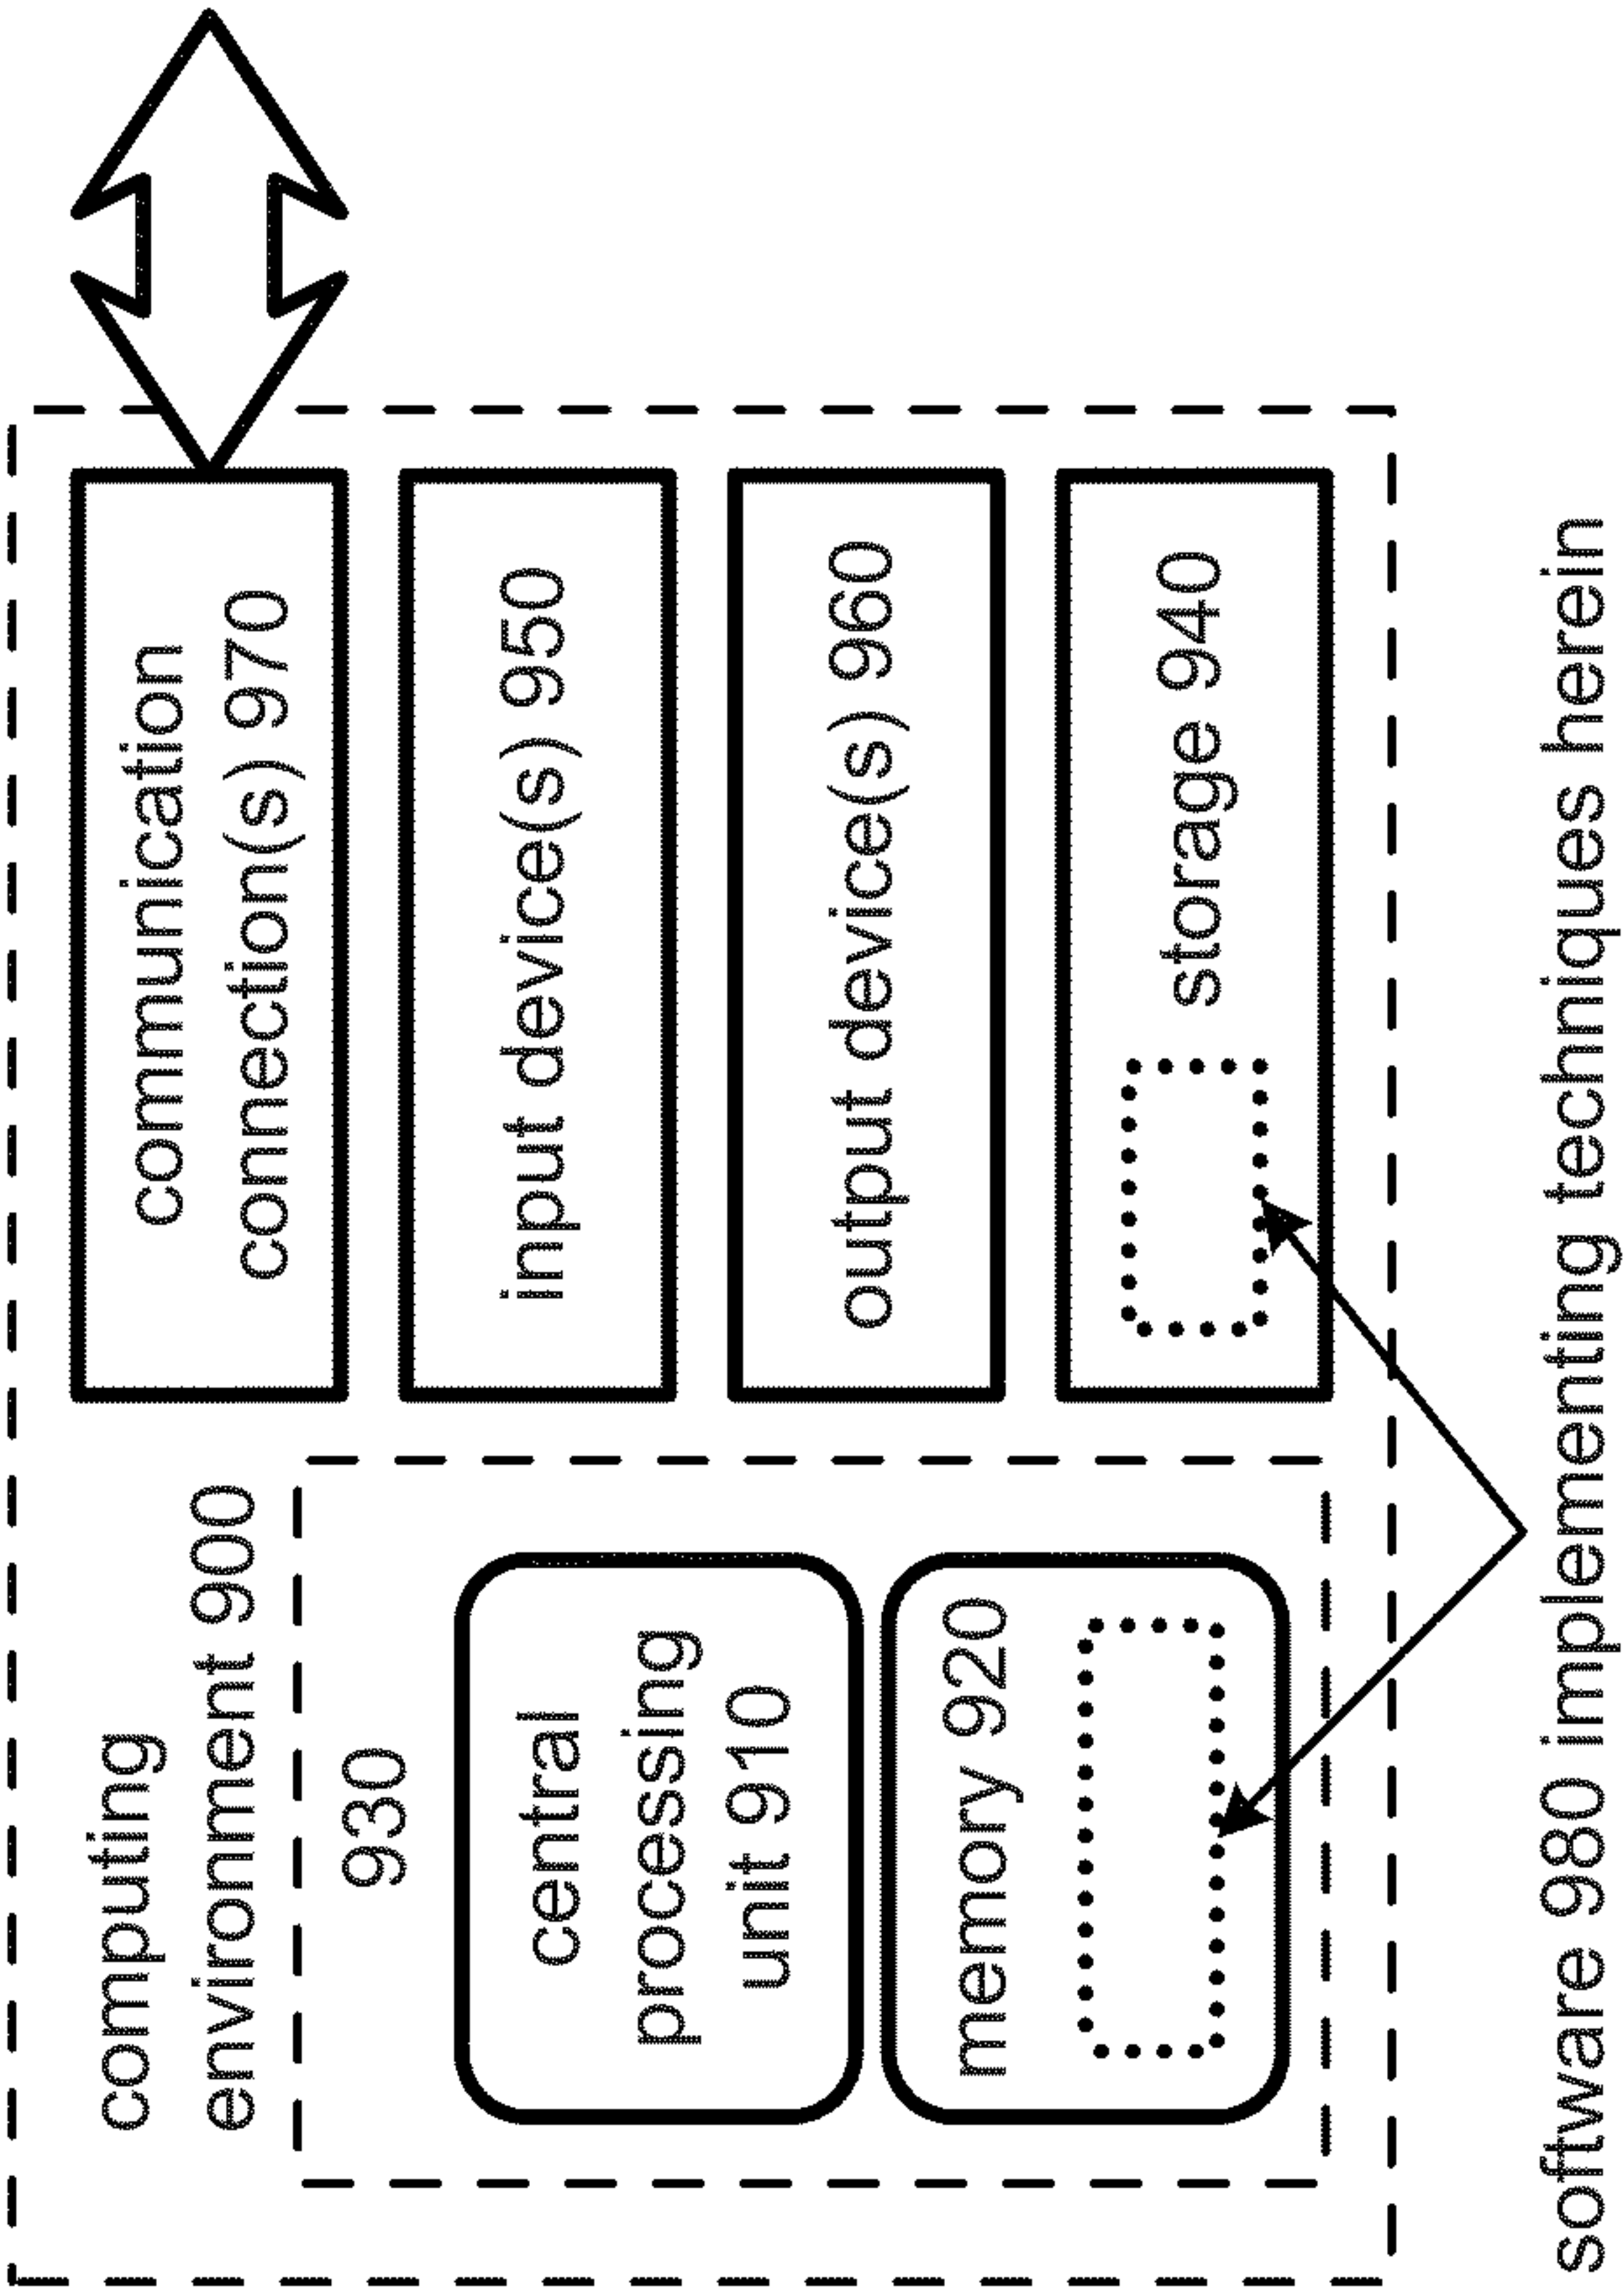 computing
environment 900
930
central
processing
unit 910
memory 920
communication
connection(s) 970
input device(s) 950
output device(s) 960
storage 940
software 980 implementing techniques herein